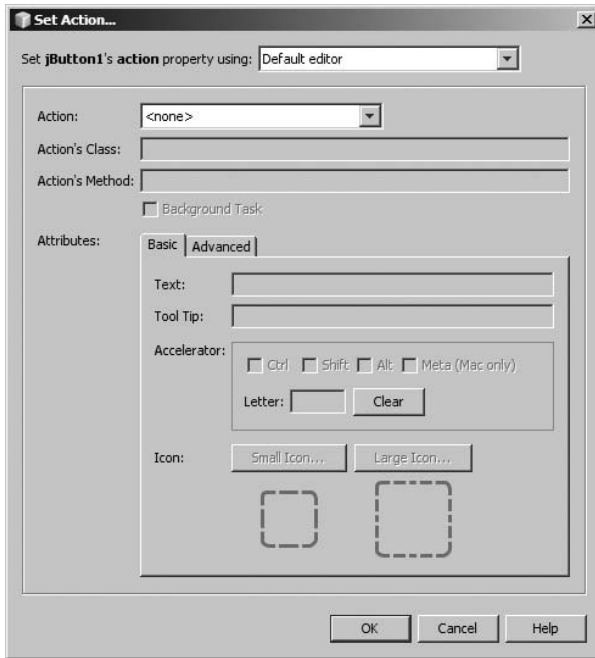 Set Action...
Set jButton1's action property using: Default editor
Action: <none>
Action's Class:
Action's Method:
Background Task
Attributes: Basic Advanced
Text:
Tool Tip:
Accelerator: Ctrl Shift Alt Meta (Mac only)
Letter: Clear
Icon: Small Icon... Large Icon...
OK Cancel Help